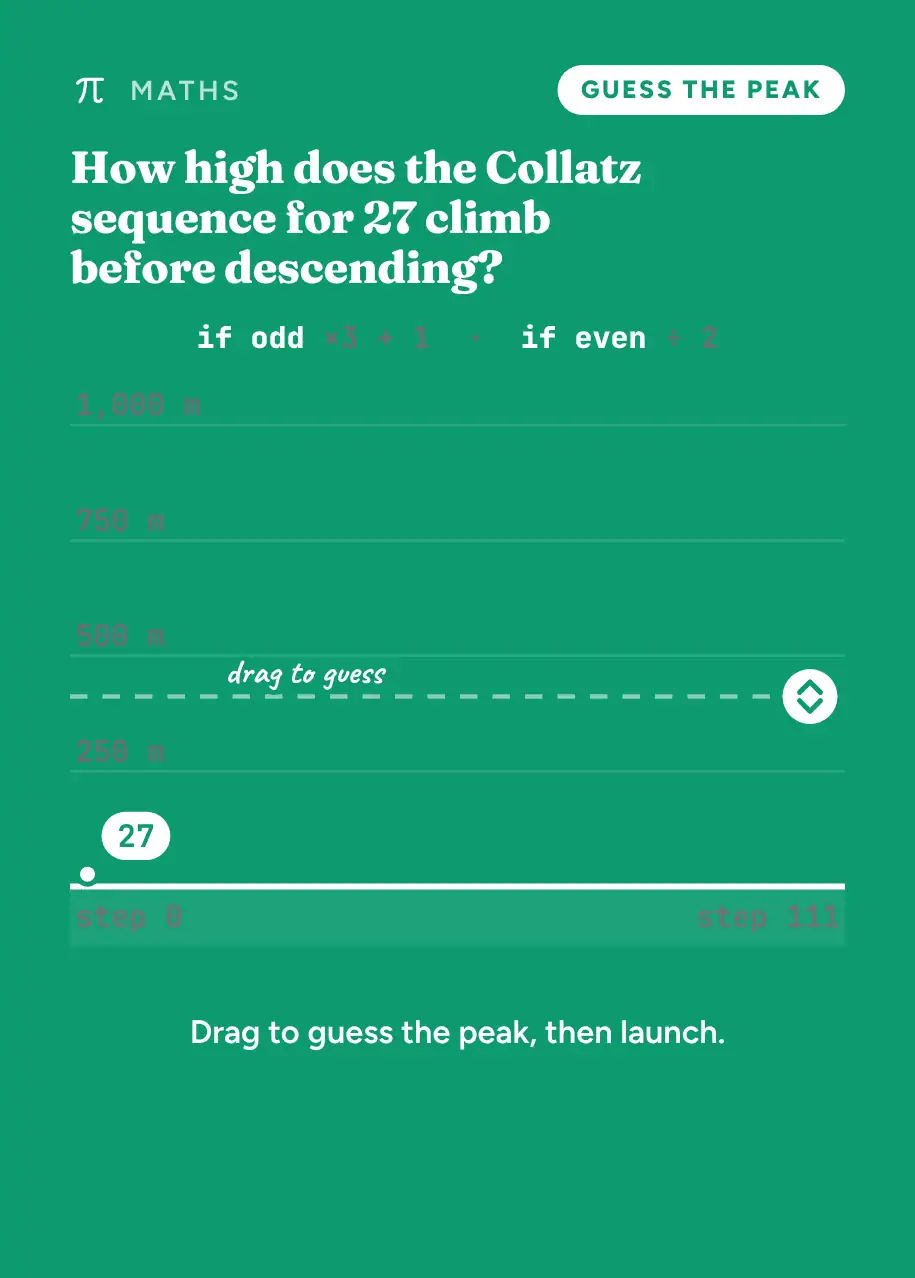 π MATHS
GUESS THE PEAK
How high does the Collatz
sequence for 27 climb
before descending?
if odd ×3 + 1 · if even ÷ 2
1,000 m
750 m
500 m
drag to guess
250 m
27
step 0
step 111
Drag to guess the peak, then launch.